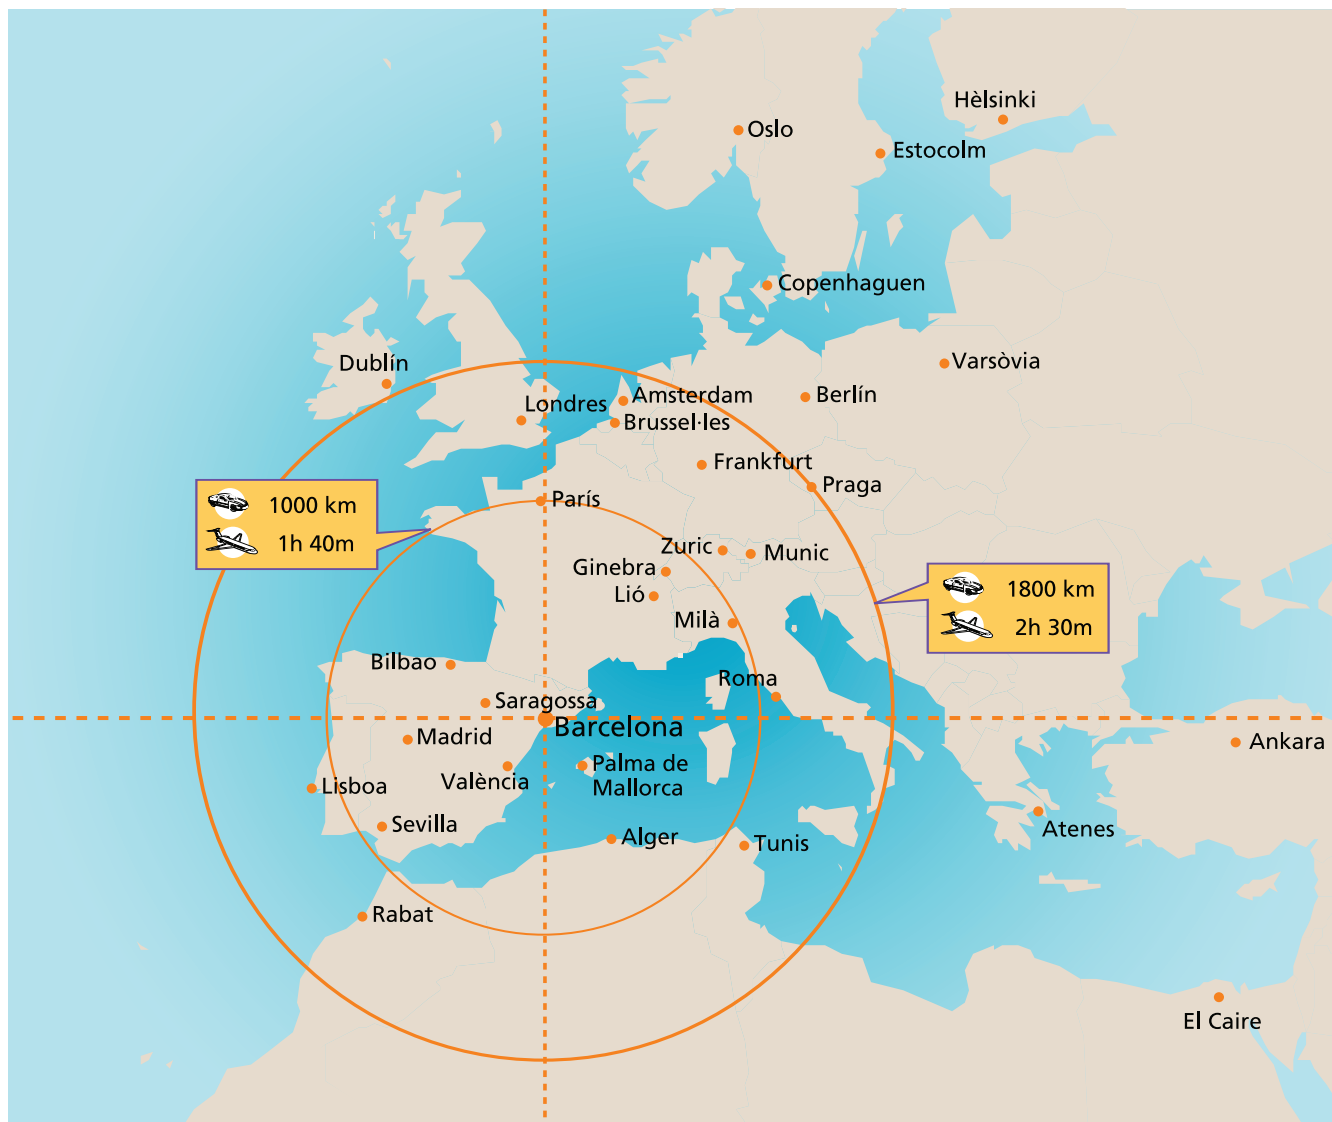 Hèlsinki
Oslo
Estocolm
Copenhaguen
Dublín
Varsòvia
Amsterdam
Berlín
Londres
Brussel·les
Frankfurt
Praga
1000 km
1h 40m
París
Zuric
Munic
Ginebra
Lió
1800 km
2h 30m
Milà
Bilbao
Roma
Saragossa
Barcelona
Madrid
Ankara
València
Palma de
Mallorca
Lisboa
Sevilla
Alger
Tunis
Atenes
Rabat
El Caire